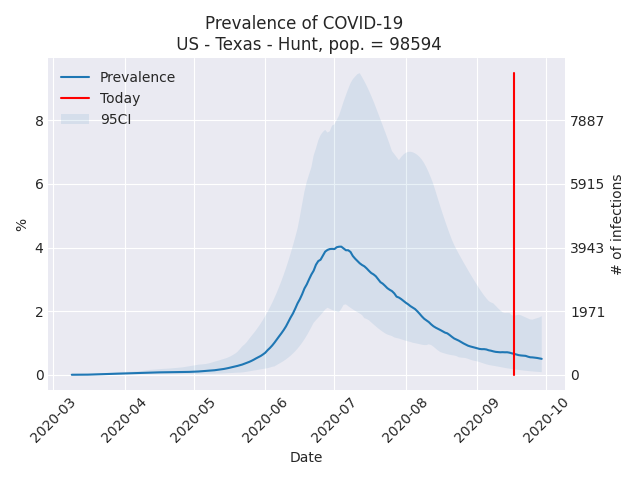 Prevalence of COVID-19
US - Texas - Hunt, pop. = 98594
Prevalence
Today
95CI
8
6
4
2
0
%
7887
5915
3943
1971
0
# of infections
2020-03
2020-04
2020-05
2020-06
2020-07
2020-08
2020-09
2020-10
Date